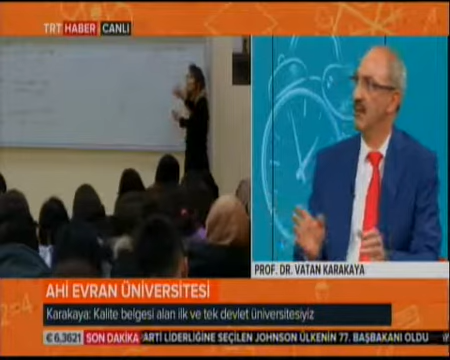 TRT HABER CANLI
PROF. DR. VATAN KARAKAYA
AHİ EVRAN ÜNİVERSİTESİ
Karakaya: Kalite belgesi alan ilk ve tek devlet üniversitesiyiz
€ 6,3621 SON DAKİKA PARTİ LİDERLİĞİNE SEÇİLEN JOHNSON ÜLKENİN 77. BAŞBAKANI OLDU